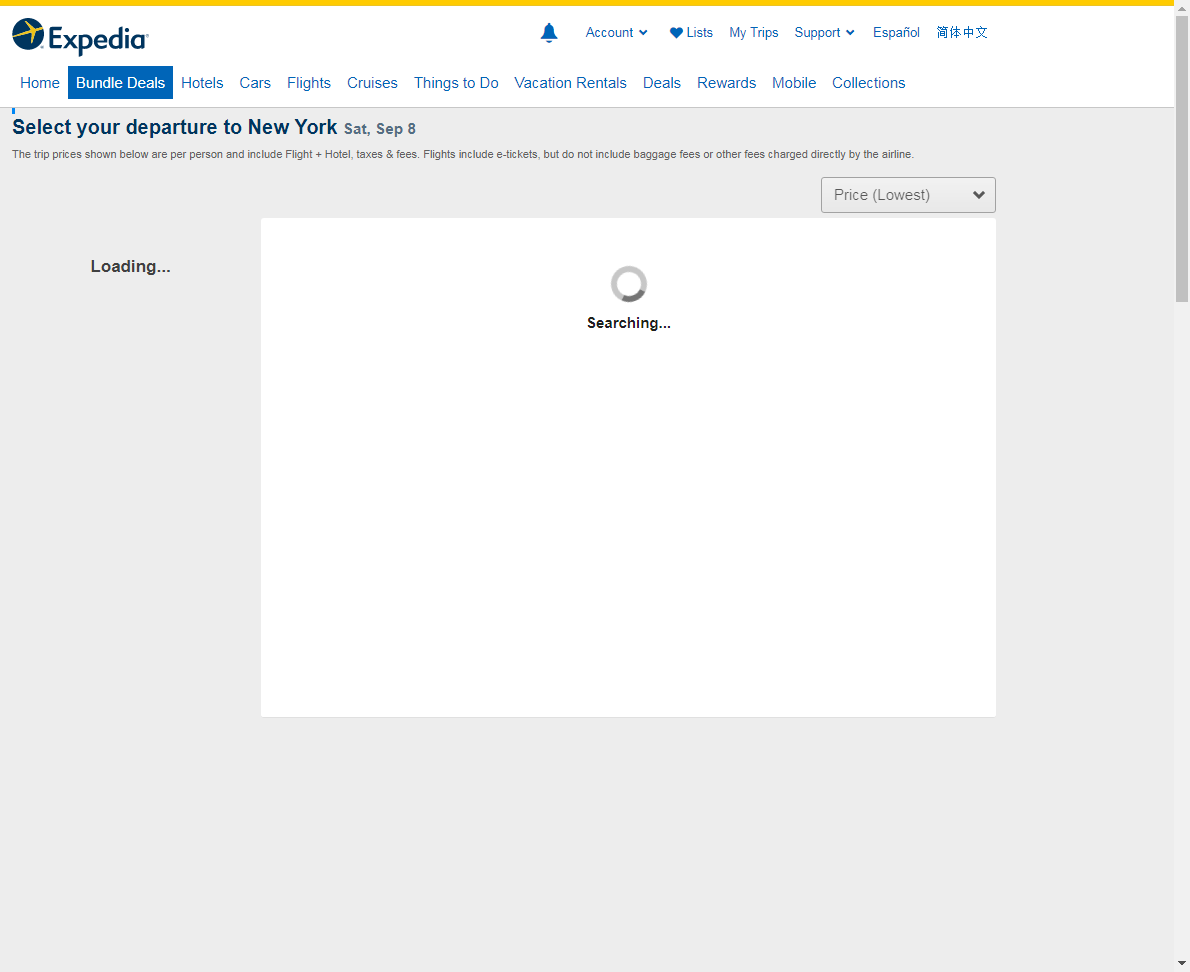 Expedia
Account Lists My Trips Support Español 简体中文
Home Bundle Deals Hotels Cars Flights Cruises Things to Do Vacation Rentals Deals Rewards Mobile Collections
Select your departure to New York Sat, Sep 8
The trip prices shown below are per person and include Flight + Hotel, taxes & fees. Flights include e-tickets, but do not include baggage fees or other fees charged directly by the airline.
Price (Lowest)
Loading...
Searching...